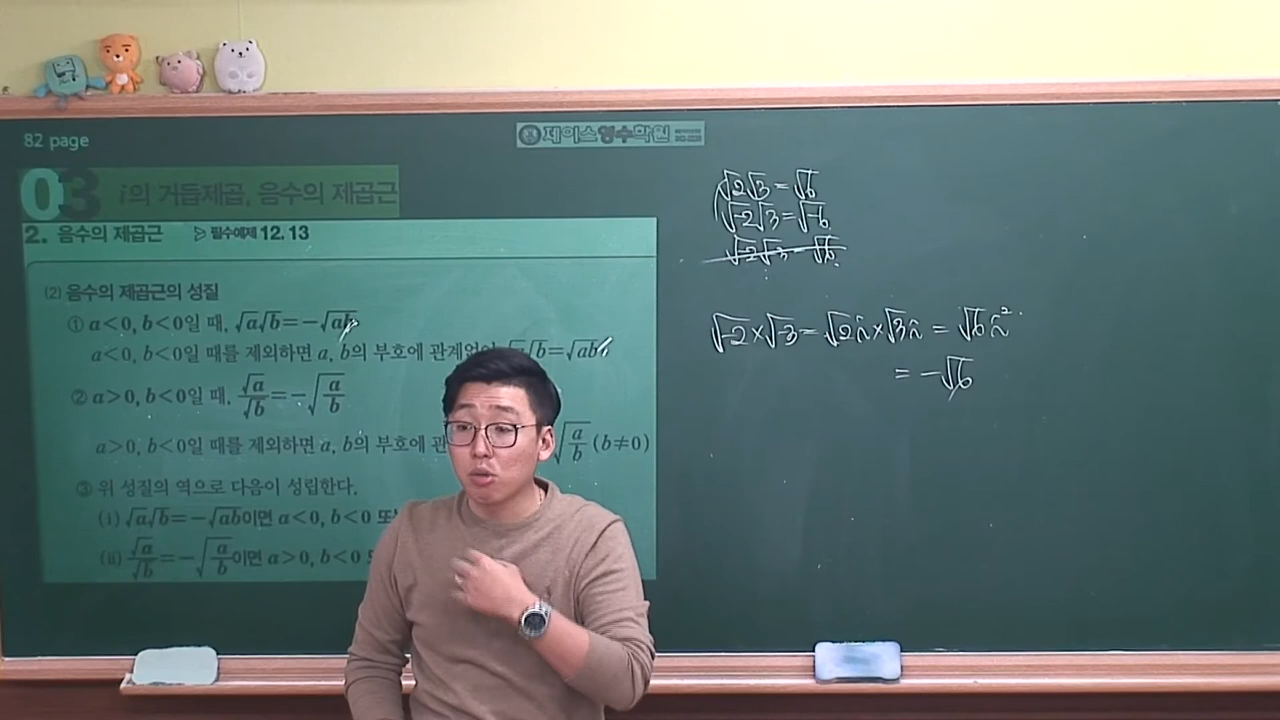 82 page
제이스영수학원
03 i의 거듭제곱, 음수의 제곱근
2. 음수의 제곱근 ▷ 필수예제 12, 13
(2) 음수의 제곱근의 성질
① a<0, b<0일 때, √a√b=-√ab
a<0, b<0일 때를 제외하면 a, b의 부호에 관계없이 √a√b=√ab
② a>0, b<0일 때, √a/√b=-√(a/b)
a>0, b<0일 때를 제외하면 a, b의 부호에 관 √(a/b) (b≠0)
③ 위 성질의 역으로 다음이 성립한다.
(i) √a√b=-√ab이면 a<0, b<0 또는
(ii) √a/√b=-√(a/b)이면 a>0, b<0
√2√3=√6
√-2√3=√-6
√-2×√-3=√2i×√3i=√6i²
=-√6